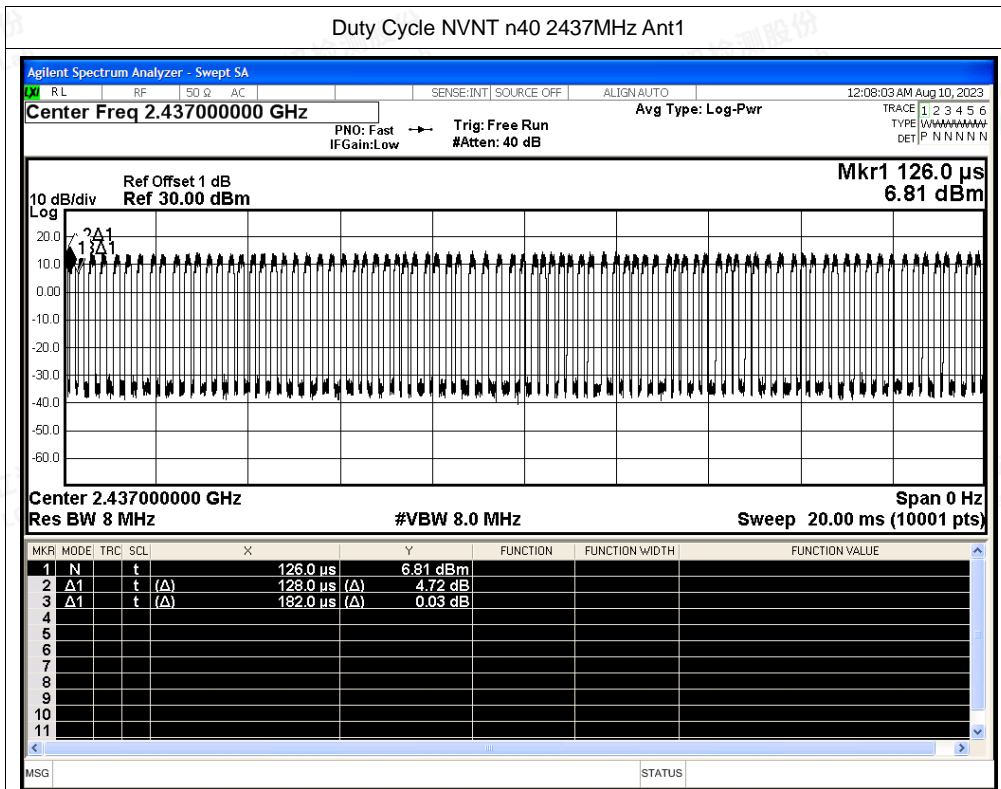 Duty Cycle NVNT n40 2437MHz Ant1
Agilent Spectrum Analyzer - Swept SA
LXI RL RF 50 Ω AC SENSE:INT SOURCE OFF ALIGNAUTO 12:08:03 AM Aug 10, 2023
Center Freq 2.437000000 GHz Avg Type: Log-Pwr TRACE 1 2 3 4 5 6
PNO: Fast Trig: Free Run TYPE WWWWWW
IFGain:Low #Atten: 40 dB DET P N N N N N
Mkr1 126.0 µs
Ref Offset 1 dB
10 dB/div Ref 30.00 dBm 6.81 dBm
Log
20.0
2Δ1
1 3Δ1
10.0
0.00
-10.0
-20.0
-30.0
-40.0
-50.0
-60.0
Center 2.437000000 GHz Span 0 Hz
Res BW 8 MHz #VBW 8.0 MHz Sweep 20.00 ms (10001 pts)
MKR MODE TRC SCL X Y FUNCTION FUNCTION WIDTH FUNCTION VALUE
1 N t 126.0 µs 6.81 dBm
2 Δ1 t (Δ) 128.0 µs (Δ) 4.72 dB
3 Δ1 t (Δ) 182.0 µs (Δ) 0.03 dB
4
5
6
7
8
9
10
11
MSG STATUS